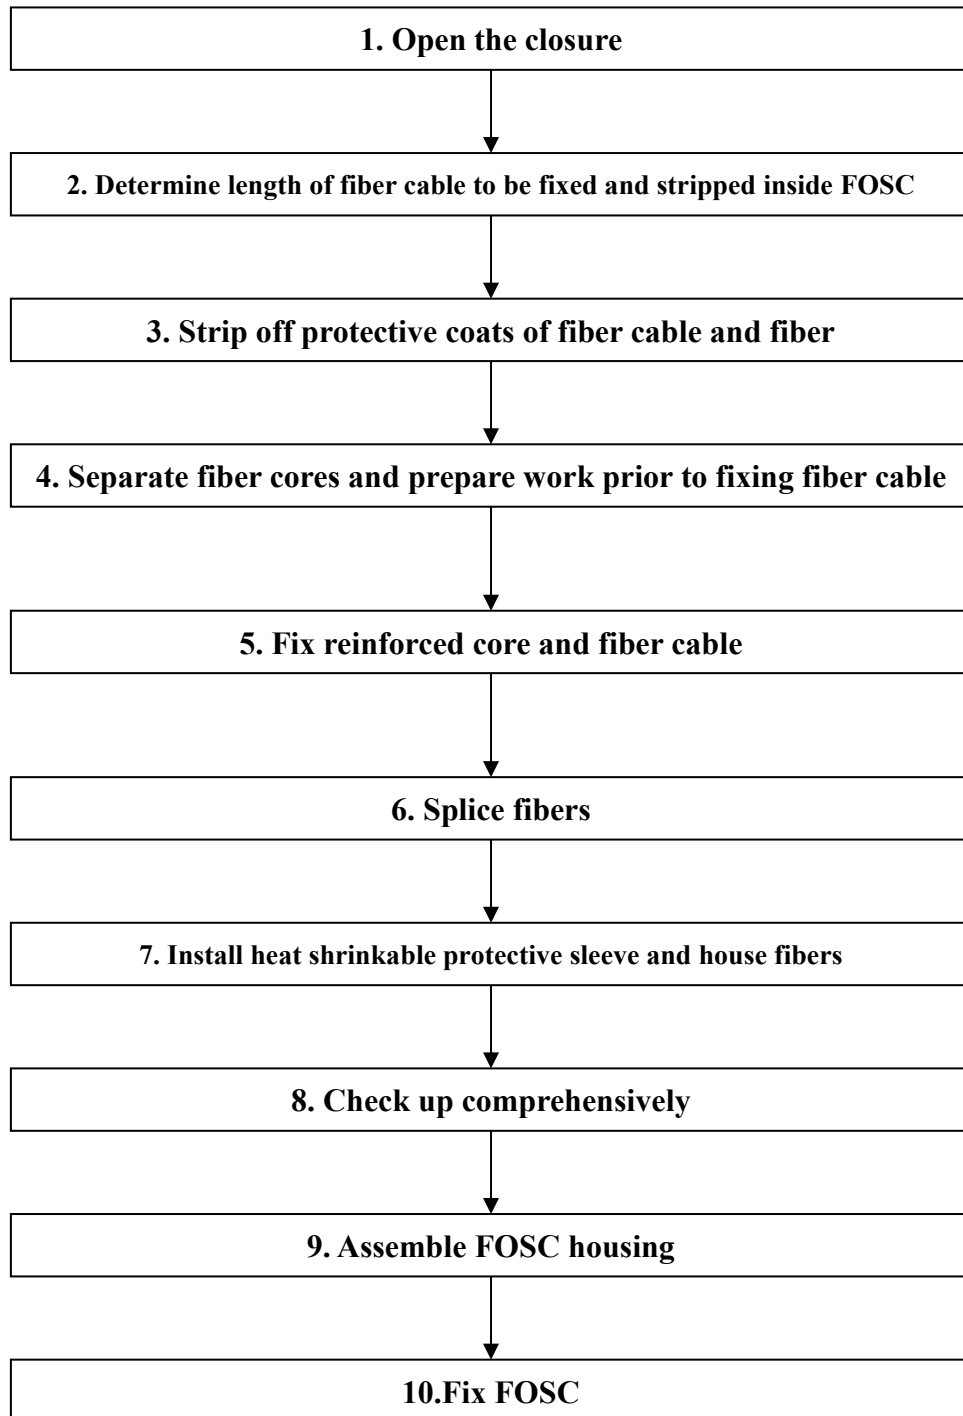 1. Open the closure
2. Determine length of fiber cable to be fixed and stripped inside FOSC
3. Strip off protective coats of fiber cable and fiber
4. Separate fiber cores and prepare work prior to fixing fiber cable
5. Fix reinforced core and fiber cable
6. Splice fibers
7. Install heat shrinkable protective sleeve and house fibers
8. Check up comprehensively
9. Assemble FOSC housing
10.Fix FOSC